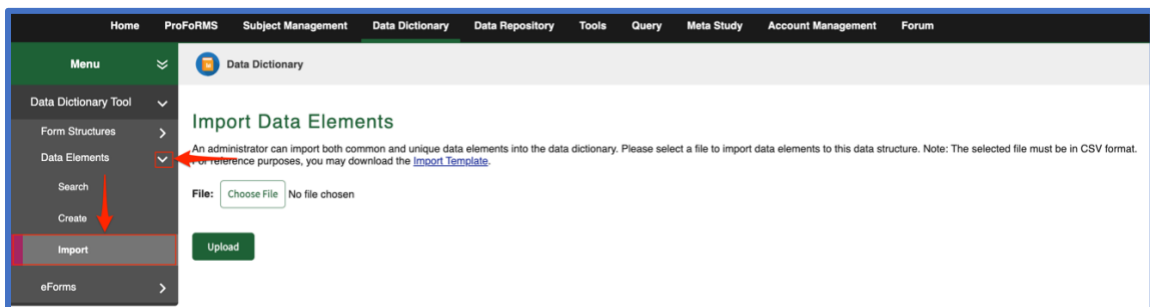 Home ProFoRMS Subject Management Data Dictionary Data Repository Tools Query Meta Study Account Management Forum
Menu
Data Dictionary
Data Dictionary Tool
Form Structures
Data Elements
Search
Create
Import
eForms
Import Data Elements
An administrator can import both common and unique data elements into the data dictionary. Please select a file to import data elements to this data structure. Note: The selected file must be in CSV format.
For reference purposes, you may download the Import Template.
File: Choose File No file chosen
Upload